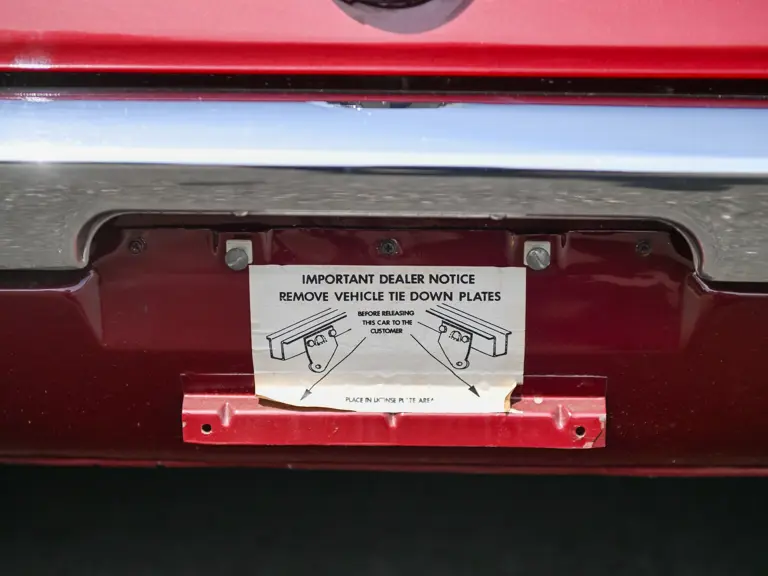 IMPORTANT DEALER NOTICE
REMOVE VEHICLE TIE DOWN PLATES
BEFORE RELEASING
THIS CAR TO THE
CUSTOMER
PLACE IN LICENSE PLATE AREA